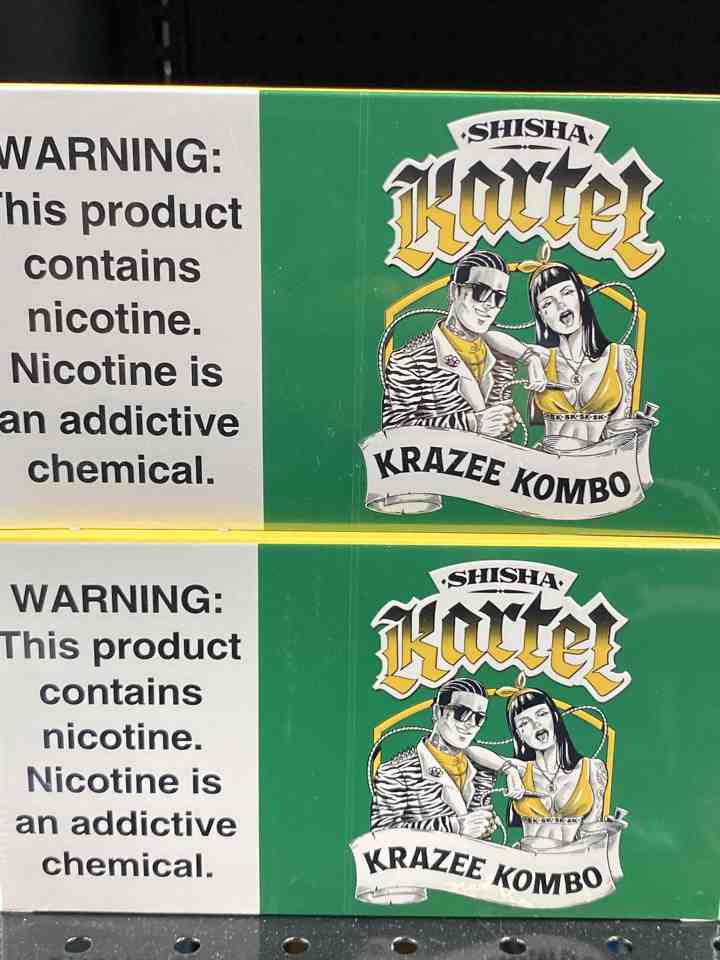 WARNING:
This product
contains
nicotine.
Nicotine is
an addictive
chemical.
·SHISHA·
Kartel
KRAZEE KOMBO
WARNING:
This product
contains
nicotine.
Nicotine is
an addictive
chemical.
·SHISHA·
Kartel
KRAZEE KOMBO